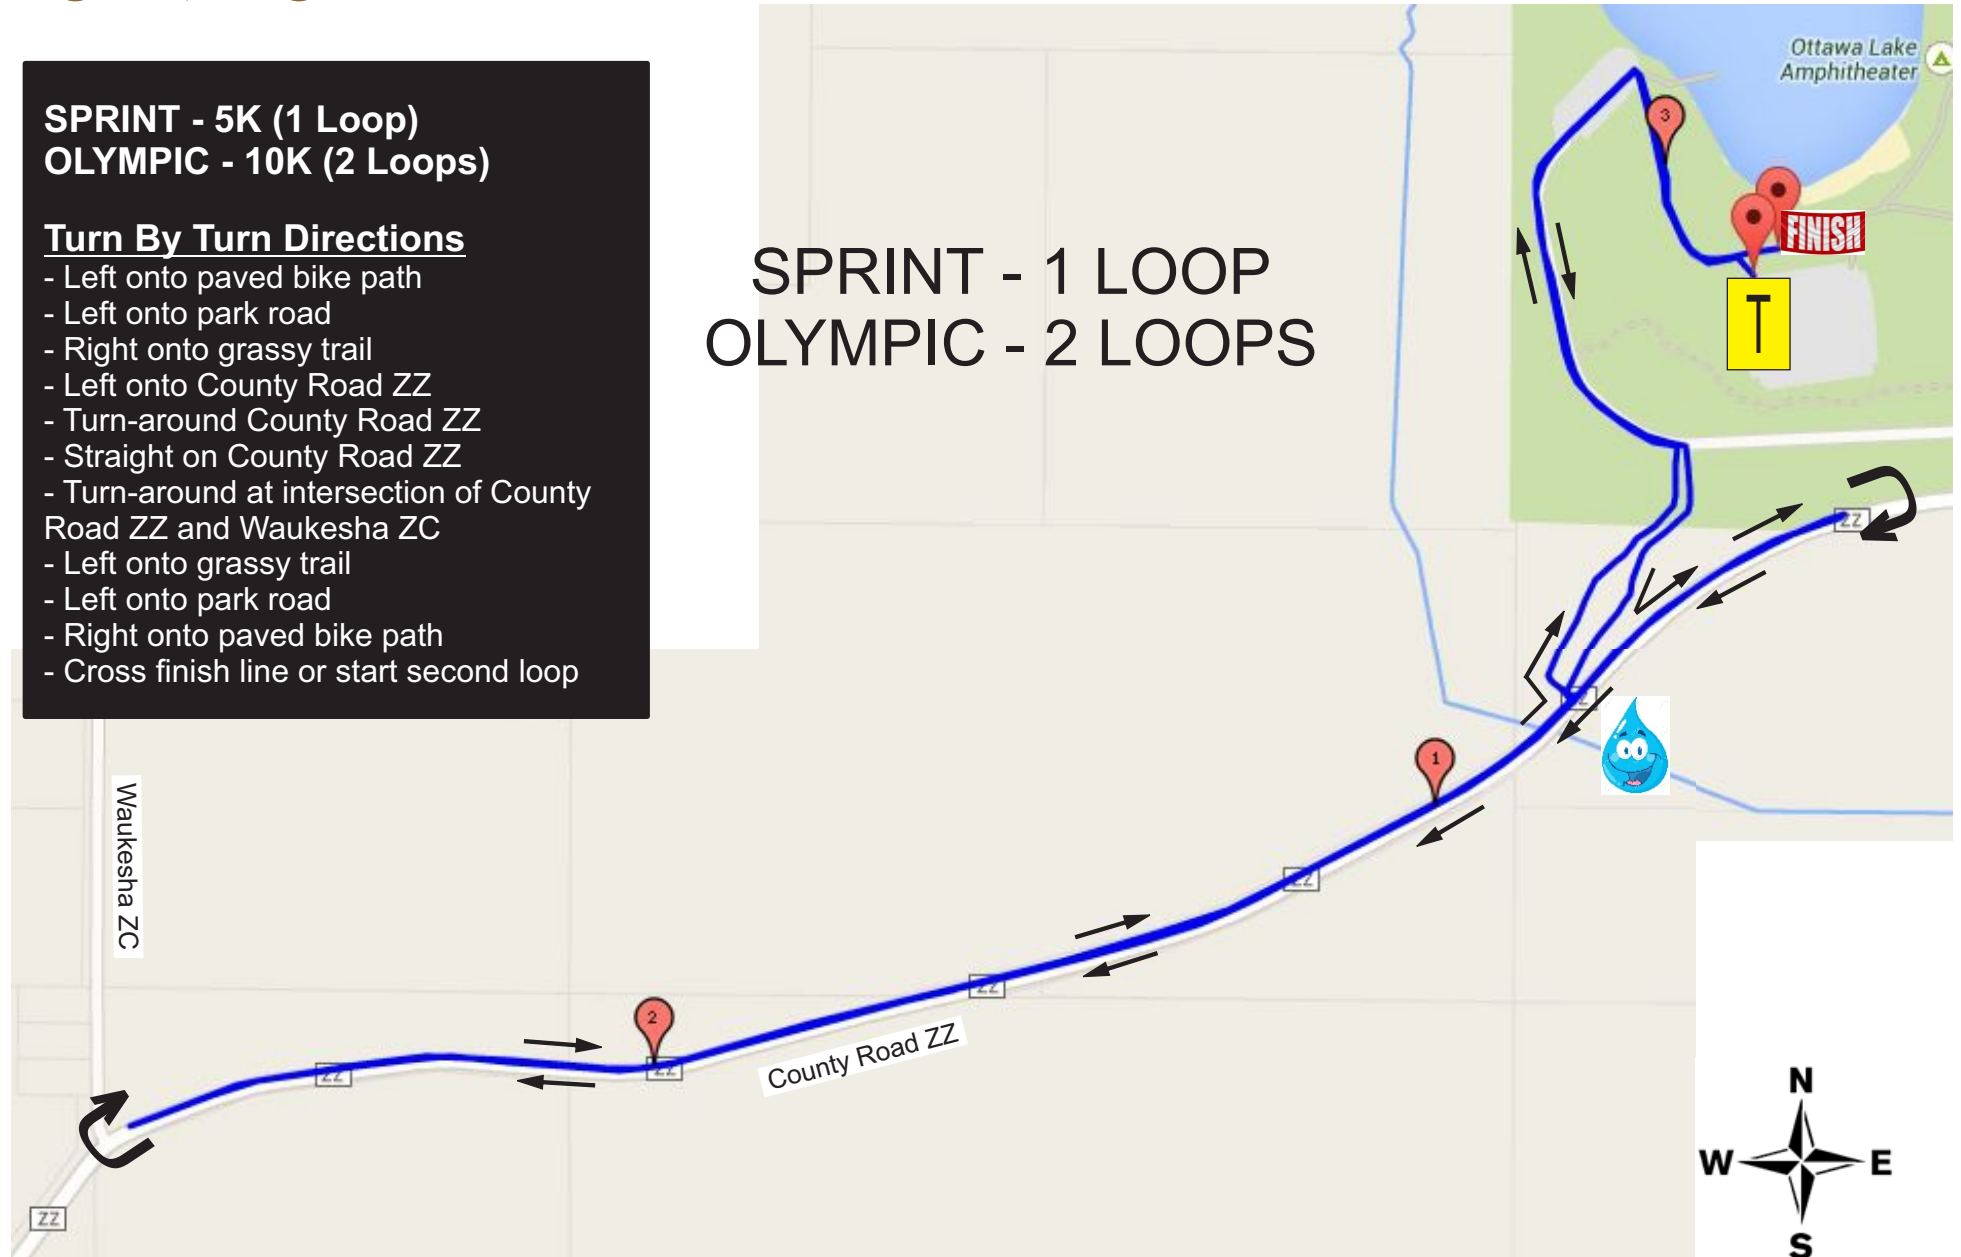 SPRINT - 5K (1 Loop)
OLYMPIC - 10K (2 Loops)
Turn By Turn Directions
- Left onto paved bike path
- Left onto park road
- Right onto grassy trail
- Left onto County Road ZZ
- Turn-around County Road ZZ
- Straight on County Road ZZ
- Turn-around at intersection of County
Road ZZ and Waukesha ZC
- Left onto grassy trail
- Left onto park road
- Right onto paved bike path
- Cross finish line or start second loop
SPRINT - 1 LOOP
OLYMPIC - 2 LOOPS
Ottawa Lake
Amphitheater
3
FINISH
T
ZZ
ZZ
1
ZZ
ZZ
2
ZZ
ZZ
County Road ZZ
Waukesha ZC
ZZ
N
W E
S